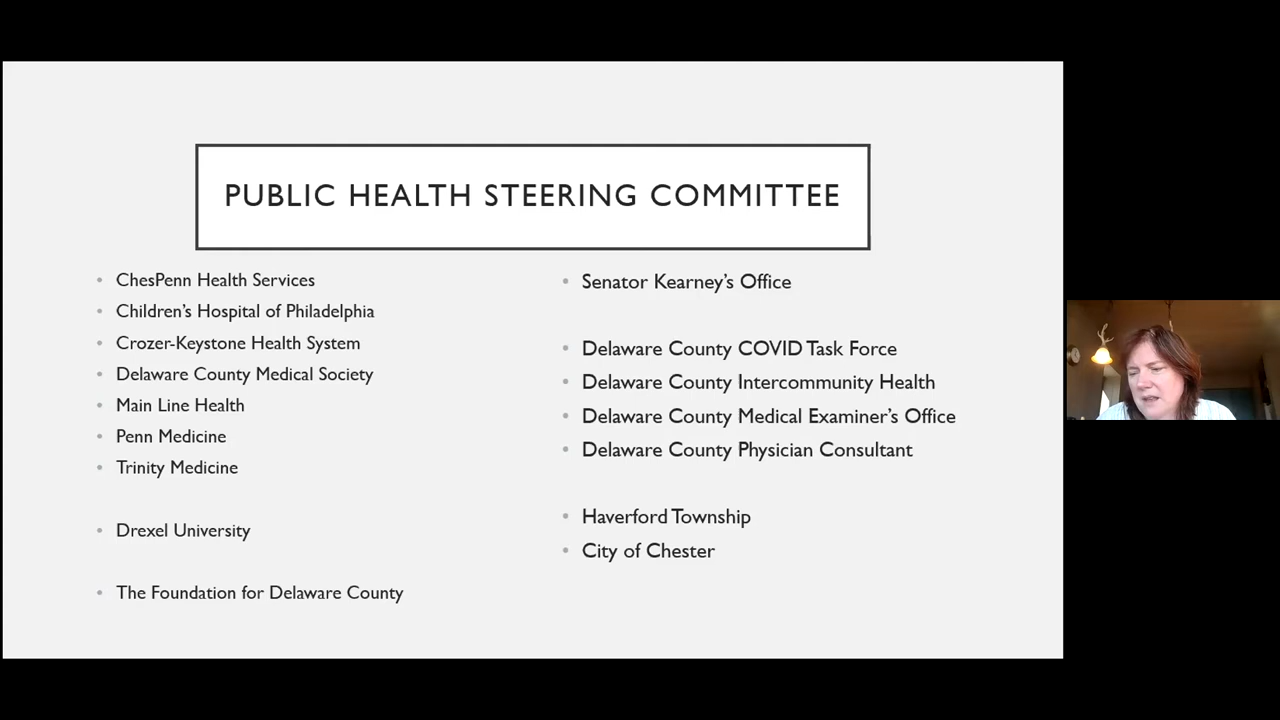 PUBLIC HEALTH STEERING COMMITTEE
• ChesPenn Health Services
• Children's Hospital of Philadelphia
• Crozer-Keystone Health System
• Delaware County Medical Society
• Main Line Health
• Penn Medicine
• Trinity Medicine
• Drexel University
• The Foundation for Delaware County
• Senator Kearney's Office
• Delaware County COVID Task Force
• Delaware County Intercommunity Health
• Delaware County Medical Examiner's Office
• Delaware County Physician Consultant
• Haverford Township
• City of Chester